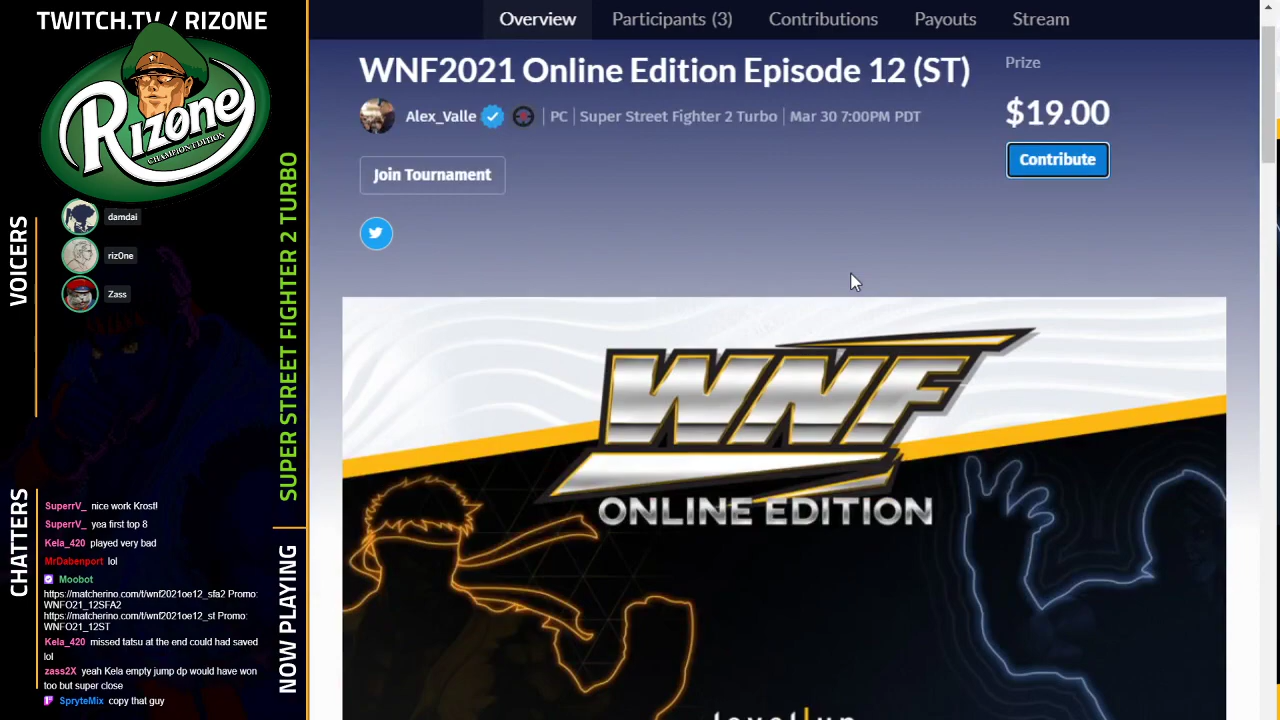 TWITCH.TV / RIZONE
Rizone
CHAMPION EDITION
VOICERS
damdai
riz0ne
Zass
SUPER STREET FIGHTER 2 TURBO
CHATTERS
SuperrV_ nice work Krost!
SuperrV_ yea first top 8
Kela_420 played very bad
MrDabenport lol
Moobot
https://matcherino.com/t/wnf2021oe12_sfa2 Promo:
WNFO21_12SFA2
https://matcherino.com/t/wnf2021oe12_st Promo:
WNFO21_12ST
Kela_420 missed tatsu at the end could had saved
lol
zass2X yeah Kela empty jump dp would have won
too but super close
SpryteMix copy that guy
NOW PLAYING
Overview Participants (3) Contributions Payouts Stream
WNF2021 Online Edition Episode 12 (ST)
Alex_Valle | PC | Super Street Fighter 2 Turbo | Mar 30 7:00PM PDT
Prize
$19.00
Contribute
Join Tournament
WNF
ONLINE EDITION
level|up